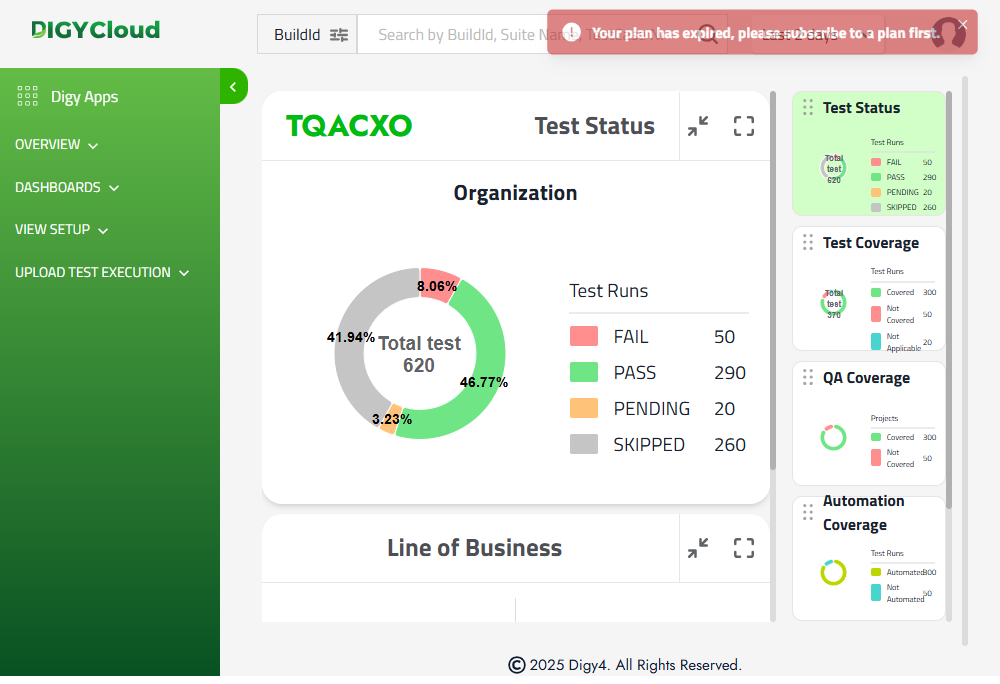 DIGYCloud
BuildId
Search by BuildId, Suite Name,
Your plan has expired, please subscribe to a plan first.
Digy Apps
OVERVIEW
DASHBOARDS
VIEW SETUP
UPLOAD TEST EXECUTION
TQACXO
Test Status
Organization
8.06%
41.94%
Total test
620
46.77%
3.23%
Test Runs
FAIL 50
PASS 290
PENDING 20
SKIPPED 260
Line of Business
Test Status
Total
test
620
Test Runs
FAIL 50
PASS 290
PENDING 20
SKIPPED 260
Test Coverage
Total
test
370
Test Runs
Covered 300
Not
Covered 50
Not
Applicable 20
QA Coverage
Projects
Covered 300
Not
Covered 50
Automation
Coverage
Test Runs
Automated 300
Not
Automated 50
© 2025 Digy4. All Rights Reserved.